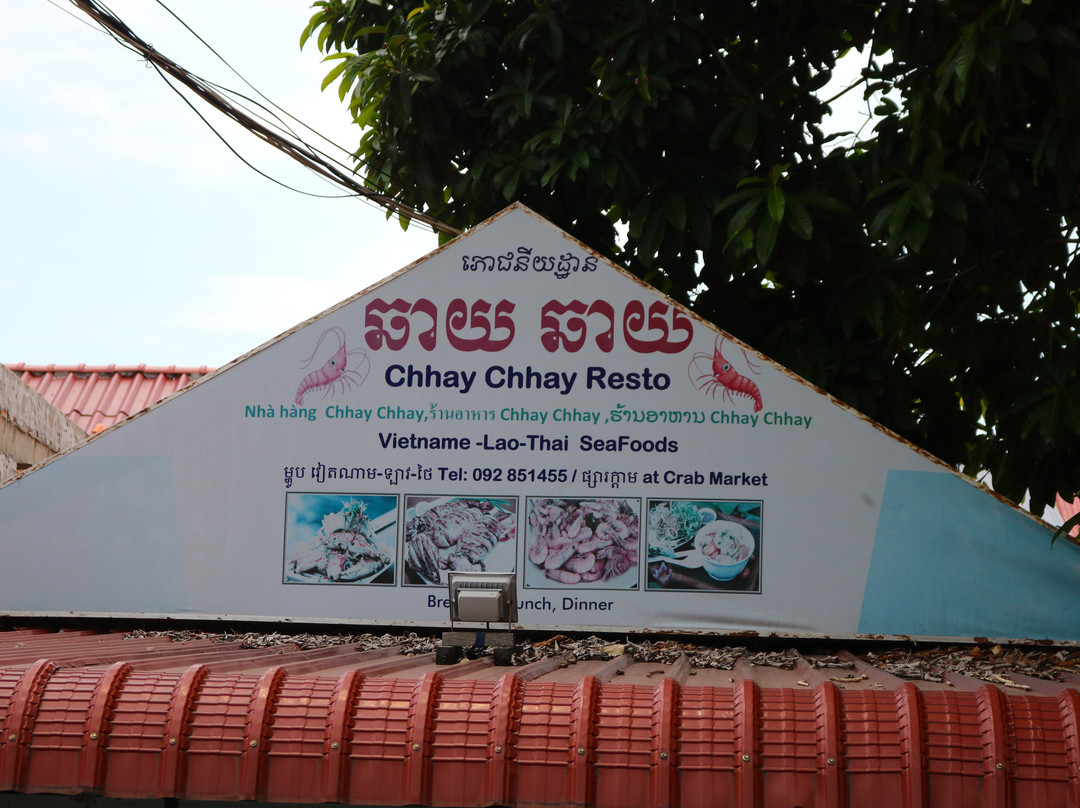 ភោជនីយដ្ឋាន
ឆាយ ឆាយ
Chhay Chhay Resto
Nhà hàng Chhay Chhay,ร้านอาหาร Chhay Chhay ,ຮ້ານອາຫານ Chhay Chhay
Vietname -Lao-Thai SeaFoods
ម្ហូប វៀតណាម-ឡាវ-ថៃ Tel: 092 851455 / ផ្សារក្តាម at Crab Market
Dinner